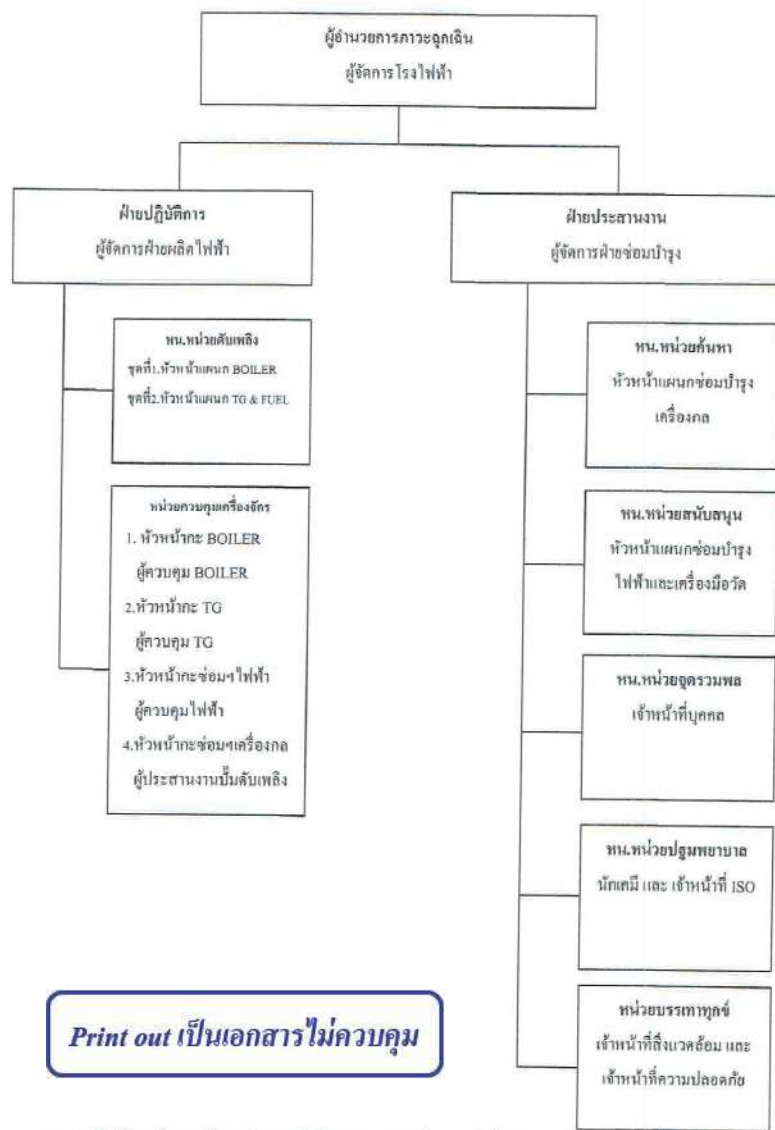 ผู้อำนวยการภาวะฉุกเฉิน
ผู้จัดการโรงไฟฟ้า
ฝ่ายปฏิบัติการ
ผู้จัดการฝ่ายผลิตไฟฟ้า
หน.หน่วยดับเพลิง
ชุดที่1.หัวหน้าแผนก BOILER
ชุดที่2.หัวหน้าแผนก TG & FUEL
หน่วยควบคุมเครื่องจักร
1. หัวหน้ากะ BOILER
ผู้ควบคุม BOILER
2.หัวหน้ากะ TG
ผู้ควบคุม TG
3.หัวหน้ากะซ่อมฯไฟฟ้า
ผู้ควบคุมไฟฟ้า
4.หัวหน้ากะซ่อมฯเครื่องกล
ผู้ประสานงานปั๊มดับเพลิง
ฝ่ายประสานงาน
ผู้จัดการฝ่ายซ่อมบำรุง
หน.หน่วยค้นหา
หัวหน้าแผนกซ่อมบำรุง
เครื่องกล
หน.หน่วยสนับสนุน
หัวหน้าแผนกซ่อมบำรุง
ไฟฟ้าและเครื่องมือวัด
หน.หน่วยจุดรวมพล
เจ้าหน้าที่บุคคล
หน.หน่วยปฐมพยาบาล
นักเคมี และ เจ้าหน้าที่ ISO
หน่วยบรรเทาทุกข์
เจ้าหน้าที่สิ่งแวดล้อม และ
เจ้าหน้าที่ความปลอดภัย
Print out เป็นเอกสารไม่ควบคุม